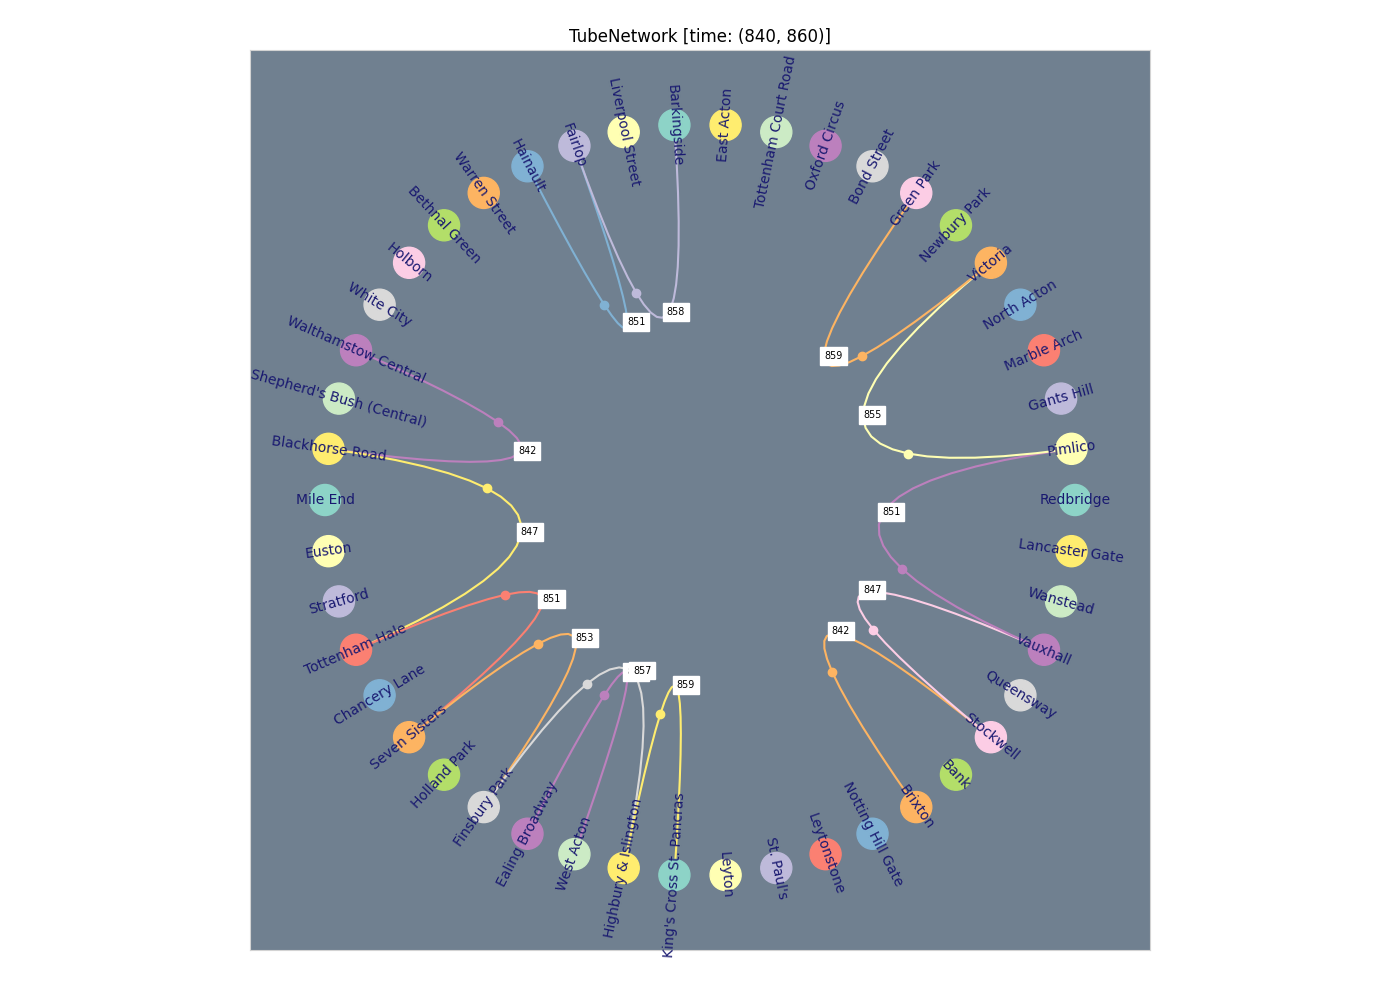 TubeNetwork [time: (840, 860)]
Tottenham Court Road
Liverpool Street
Barkingside
East Acton
Oxford Circus
Fairlop
Bond Street
Hainault
Green Park
Warren Street
Newbury Park
Bethnal Green
Victoria
Holborn
North Acton
White City
858
851
Marble Arch
Walthamstow Central
859
Gants Hill
Shepherd's Bush (Central)
855
Blackhorse Road
842
Pimlico
Mile End
Redbridge
851
847
Euston
Lancaster Gate
Stratford
851
847
Wanstead
Tottenham Hale
853
842
Vauxhall
857
859
Chancery Lane
Queensway
Seven Sisters
Stockwell
Holland Park
Bank
Finsbury Park
Brixton
Ealing Broadway
Notting Hill Gate
West Acton
Leytonstone
Highbury & Islington
King's Cross St. Pancras
Leyton
St. Paul's